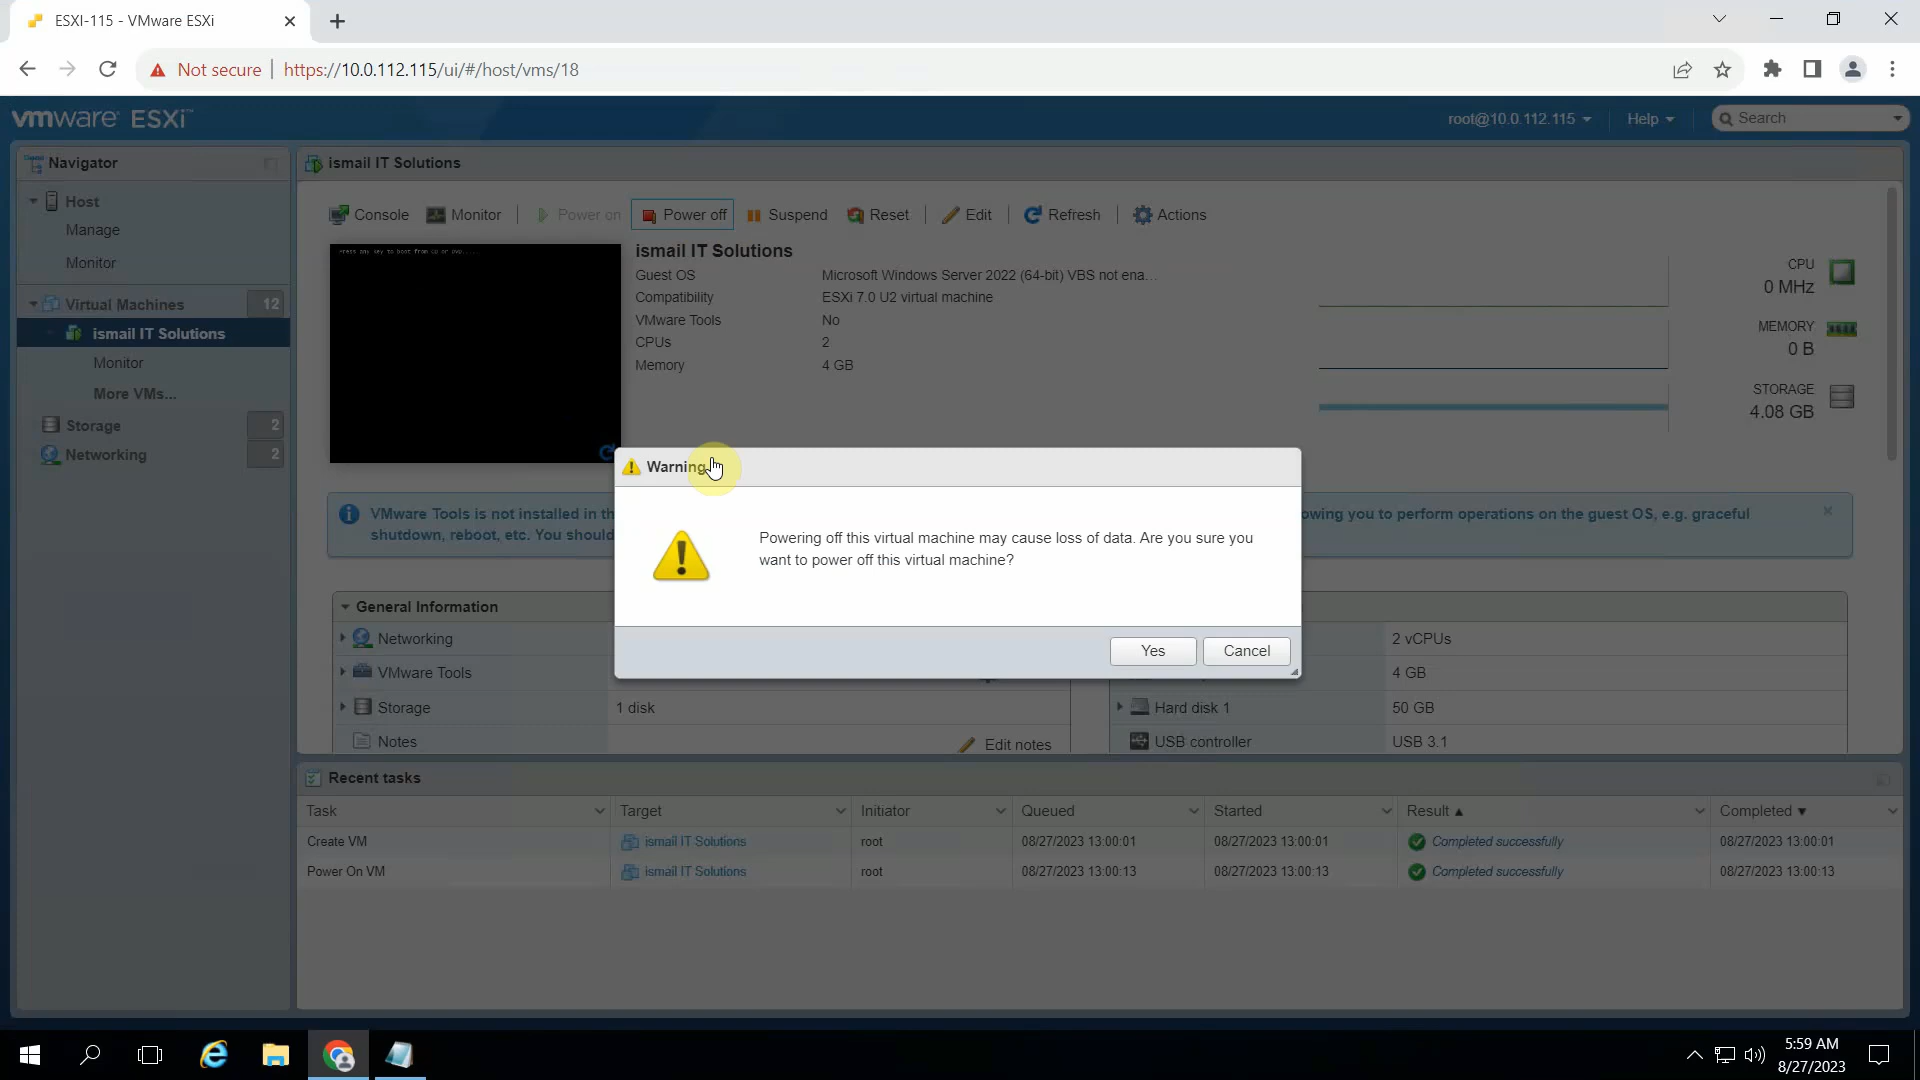 ESXI-115 - VMware ESXi
Not secure
https://10.0.112.115/ui/#/host/vms/18
vmware ESXi™
root@10.0.112.115
Help
Search
Navigator
Host
Manage
Monitor
Virtual Machines
12
ismail IT Solutions
Monitor
More VMs...
Storage
2
Networking
2
ismail IT Solutions
Console
Monitor
Power on
Power off
Suspend
Reset
Edit
Refresh
Actions
Press any key to boot from CD or DVD....
ismail IT Solutions
Guest OS
Microsoft Windows Server 2022 (64-bit) VBS not ena...
Compatibility
ESXi 7.0 U2 virtual machine
VMware Tools
No
CPUs
2
Memory
4 GB
CPU
0 MHz
MEMORY
0 B
STORAGE
4.08 GB
VMware Tools is not installed in th
owing you to perform operations on the guest OS, e.g. graceful
shutdown, reboot, etc. You should
Warning
Powering off this virtual machine may cause loss of data. Are you sure you
want to power off this virtual machine?
Yes
Cancel
General Information
Networking
VMware Tools
Storage
1 disk
Notes
Edit notes
2 vCPUs
4 GB
Hard disk 1
50 GB
USB controller
USB 3.1
Recent tasks
Task
Target
Initiator
Queued
Started
Result
Completed
Create VM
ismail IT Solutions
root
08/27/2023 13:00:01
08/27/2023 13:00:01
Completed successfully
08/27/2023 13:00:01
Power On VM
ismail IT Solutions
root
08/27/2023 13:00:13
08/27/2023 13:00:13
Completed successfully
08/27/2023 13:00:13
5:59 AM
8/27/2023